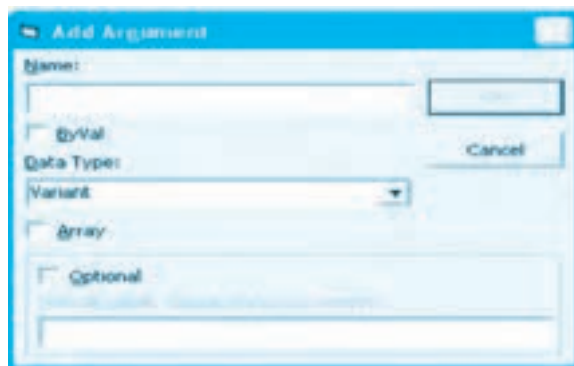 Add Argument
Name:
ByVal
Cancel
Data Type:
Variant
Array
Optional